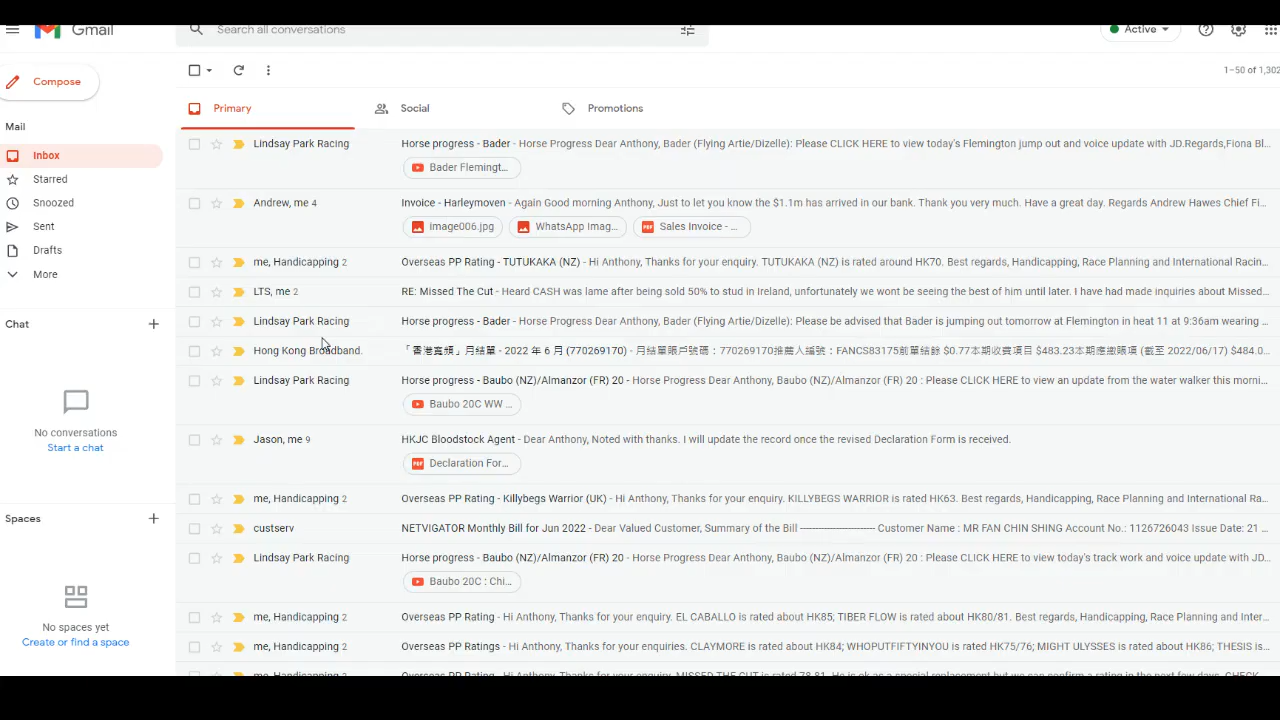 Gmail
Search all conversations
Active
Compose
1–50 of 1,302
Mail
Primary
Social
Promotions
Inbox
Starred
Snoozed
Sent
Drafts
More
Chat
No conversations
Start a chat
Spaces
No spaces yet
Create or find a space
Lindsay Park Racing Horse progress - Bader - Horse Progress Dear Anthony, Bader (Flying Artie/Dizelle): Please CLICK HERE to view today's Flemington jump out and voice update with JD.Regards,Fiona Bl...
Bader Flemingt...
Andrew, me 4 Invoice - Harleymoven - Again Good morning Anthony, Just to let you know the $1.1m has arrived in our bank. Thank you very much. Have a great day. Regards Andrew Hawes Chief Fi...
image006.jpg WhatsApp Imag... PDF Sales Invoice - ...
me, Handicapping 2 Overseas PP Rating - TUTUKAKA (NZ) - Hi Anthony, Thanks for your enquiry. TUTUKAKA (NZ) is rated around HK70. Best regards, Handicapping, Race Planning and International Racin...
LTS, me 2 RE: Missed The Cut - Heard CASH was lame after being sold 50% to stud in Ireland, unfortunately we wont be seeing the best of him until later. I have had made inquiries about Missed...
Lindsay Park Racing Horse progress - Bader - Horse Progress Dear Anthony, Bader (Flying Artie/Dizelle): Please be advised that Bader is jumping out tomorrow at Flemington in heat 11 at 9:36am wearing ...
Hong Kong Broadband. 「香港寬頻」月結單 - 2022 年 6 月 (770269170) - 月結單賬戶號碼：770269170推薦人編號：FANCS83175前單結餘 $0.77本期收費項目 $483.23本期應繳賬項 (截至 2022/06/17) $484.0...
Lindsay Park Racing Horse progress - Baubo (NZ)/Almanzor (FR) 20 - Horse Progress Dear Anthony, Baubo (NZ)/Almanzor (FR) 20 : Please CLICK HERE to view an update from the water walker this morni...
Baubo 20C WW ...
Jason, me 9 HKJC Bloodstock Agent - Dear Anthony, Noted with thanks. I will update the record once the revised Declaration Form is received.
PDF Declaration For...
me, Handicapping 2 Overseas PP Rating - Killybegs Warrior (UK) - Hi Anthony, Thanks for your enquiry. KILLYBEGS WARRIOR is rated HK63. Best regards, Handicapping, Race Planning and International Ra...
custserv NETVIGATOR Monthly Bill for Jun 2022 - Dear Valued Customer, Summary of the Bill ------------------------- Customer Name : MR FAN CHIN SHING Account No.: 1126726043 Issue Date: 21 ...
Lindsay Park Racing Horse progress - Baubo (NZ)/Almanzor (FR) 20 - Horse Progress Dear Anthony, Baubo (NZ)/Almanzor (FR) 20 : Please CLICK HERE to view today's track work and voice update with JD...
Baubo 20C : Chi...
me, Handicapping 2 Overseas PP Rating - Hi Anthony, Thanks for your enquiry. EL CABALLO is rated about HK85; TIBER FLOW is rated about HK80/81. Best regards, Handicapping, Race Planning and Inter...
me, Handicapping 2 Overseas PP Ratings - Hi Anthony, Thanks for your enquiries. CLAYMORE is rated about HK84; WHOPUTFIFTYINYOU is rated HK75/76; MIGHT ULYSSES is rated about HK86; THESIS is...